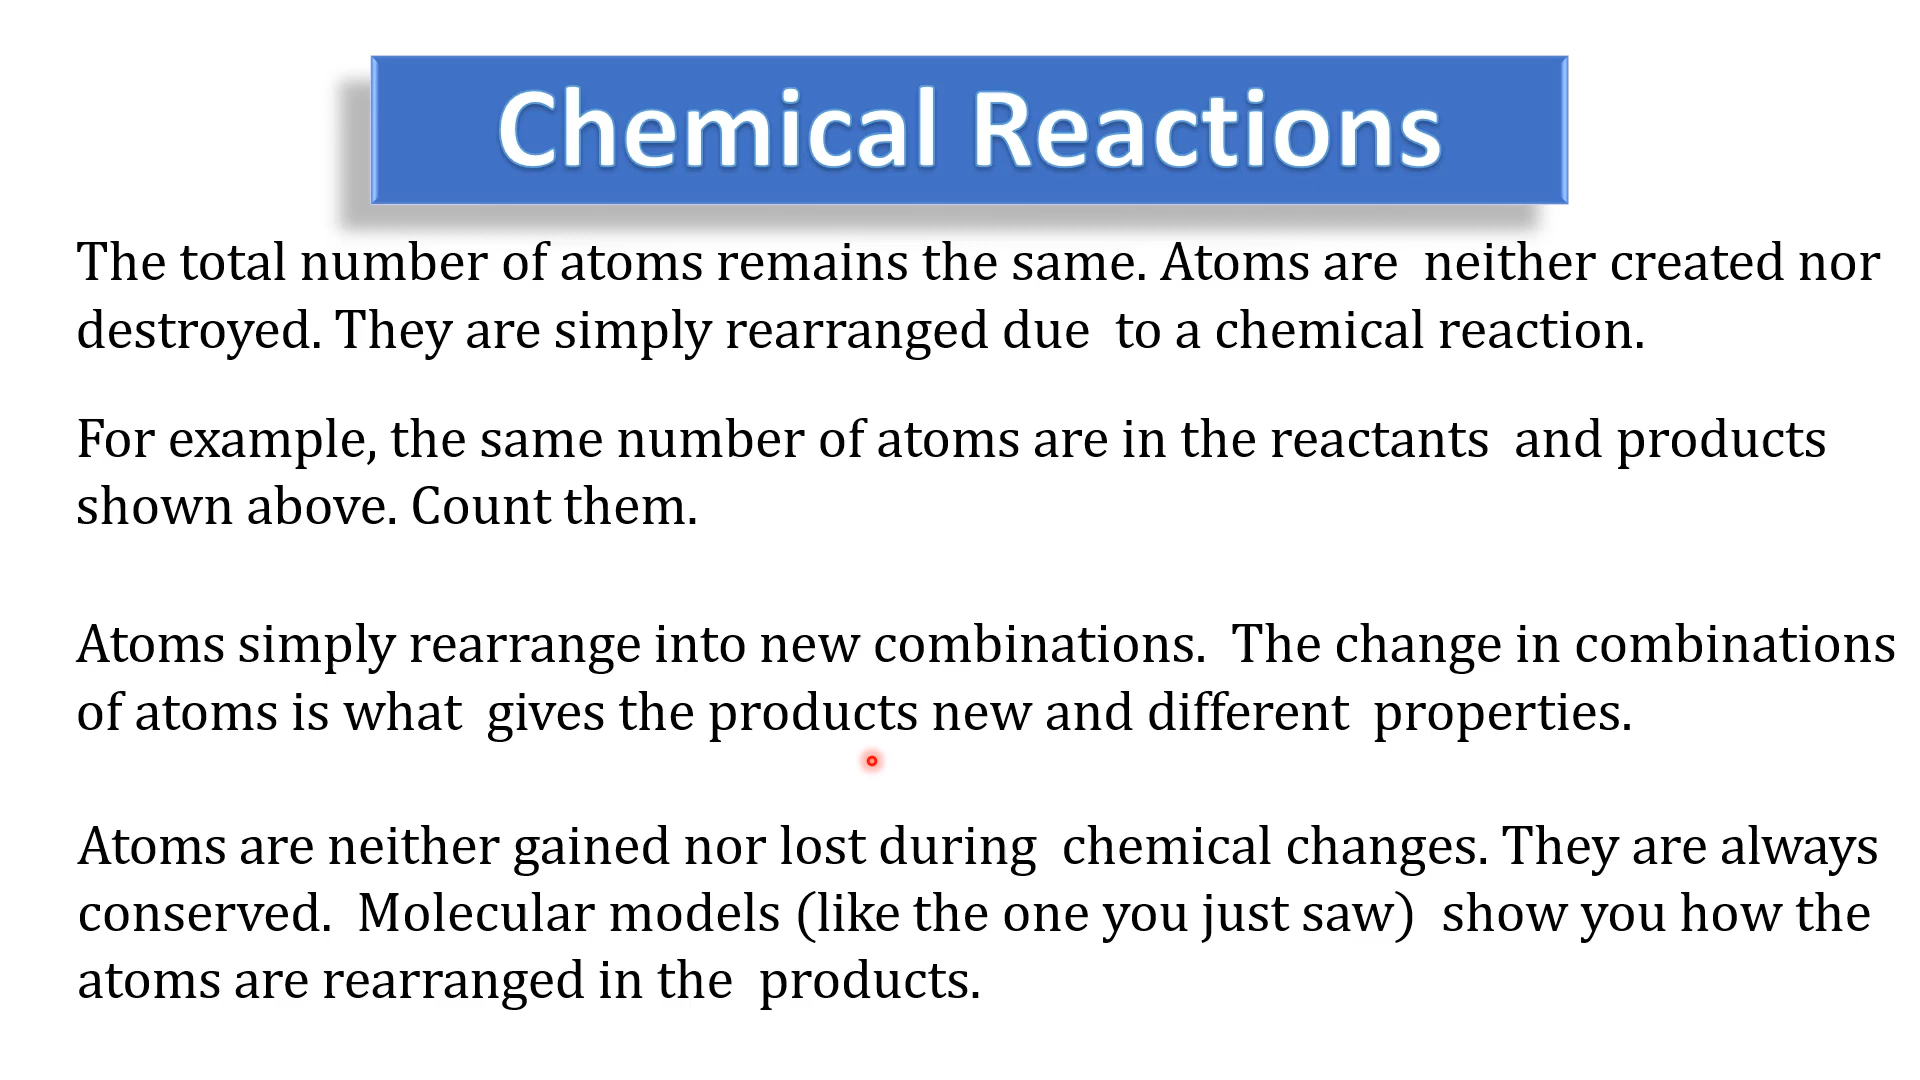 Chemical Reactions
The total number of atoms remains the same. Atoms are neither created nor
destroyed. They are simply rearranged due to a chemical reaction.
For example, the same number of atoms are in the reactants and products
shown above. Count them.
Atoms simply rearrange into new combinations. The change in combinations
of atoms is what gives the products new and different properties.
Atoms are neither gained nor lost during chemical changes. They are always
conserved. Molecular models (like the one you just saw) show you how the
atoms are rearranged in the products.